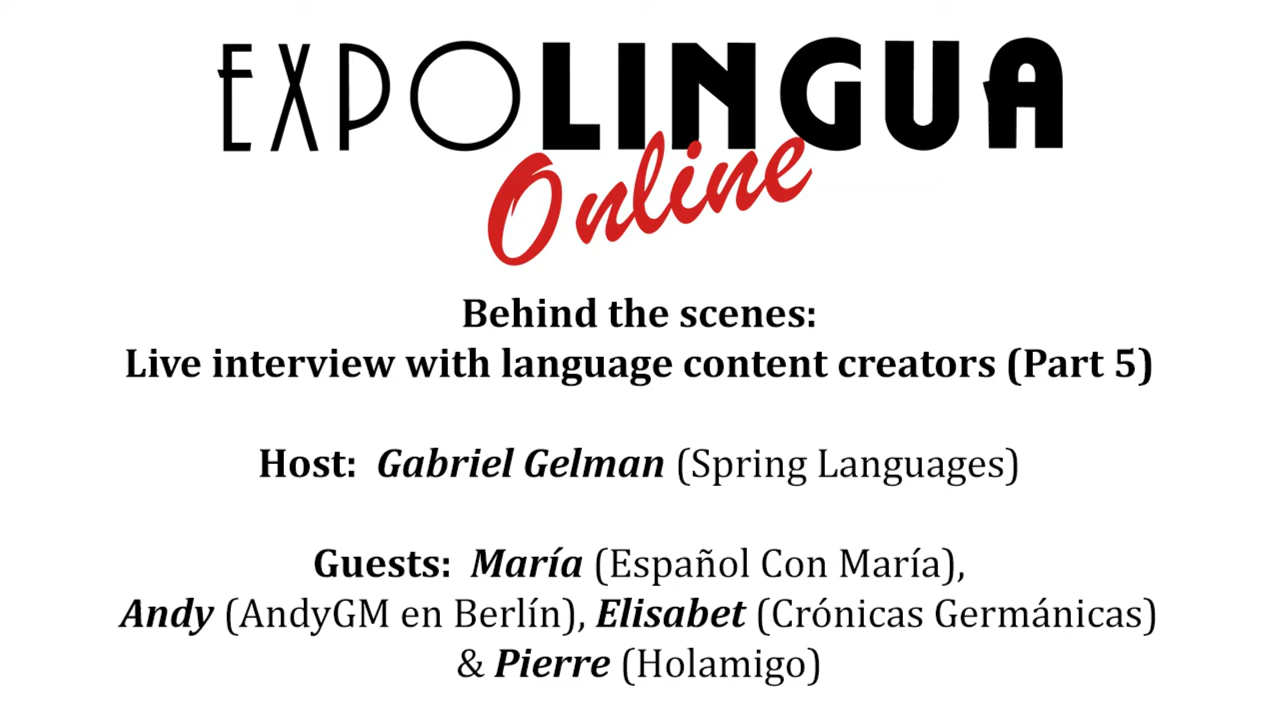 EXPOLINGUA
Online
Behind the scenes:
Live interview with language content creators (Part 5)
Host: Gabriel Gelman (Spring Languages)
Guests: María (Español Con María),
Andy (AndyGM en Berlín), Elisabet (Crónicas Germánicas)
& Pierre (Holamigo)